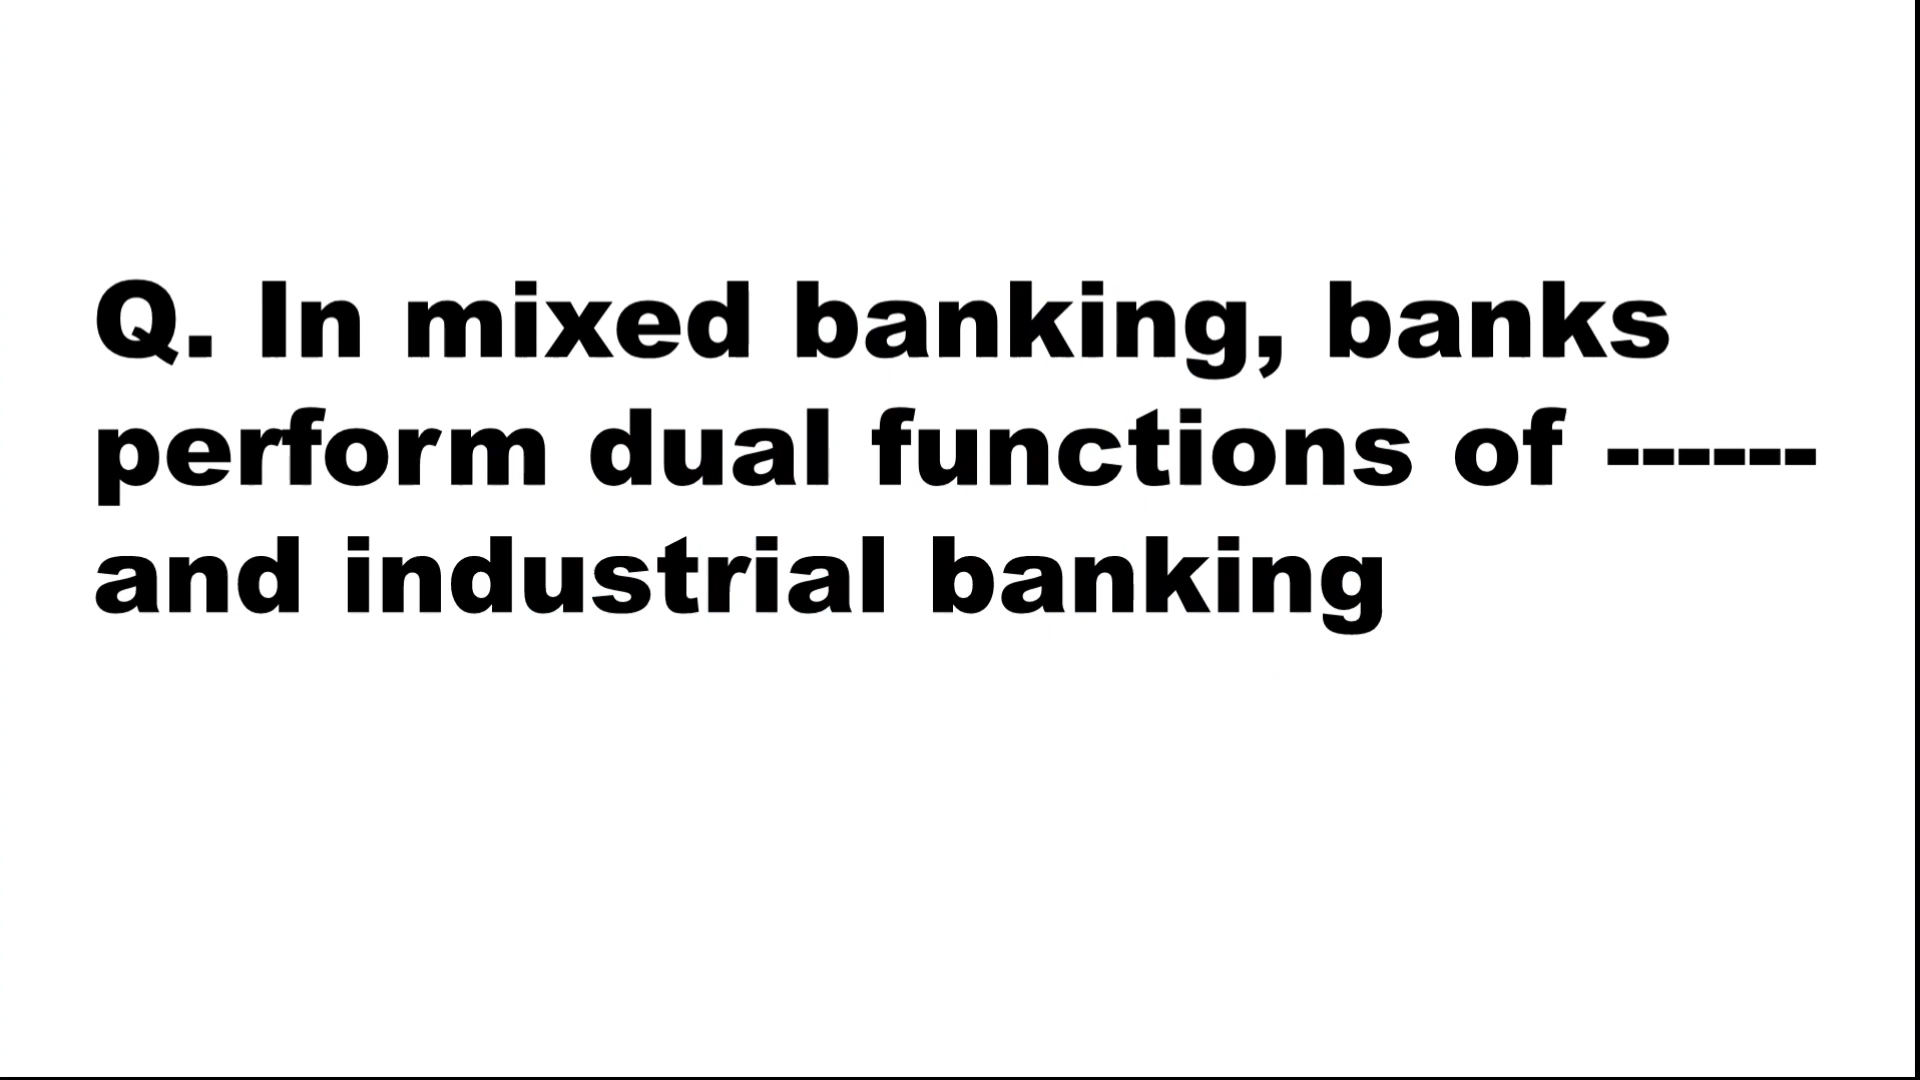 Q. In mixed banking, banks
perform dual functions of ------
and industrial banking